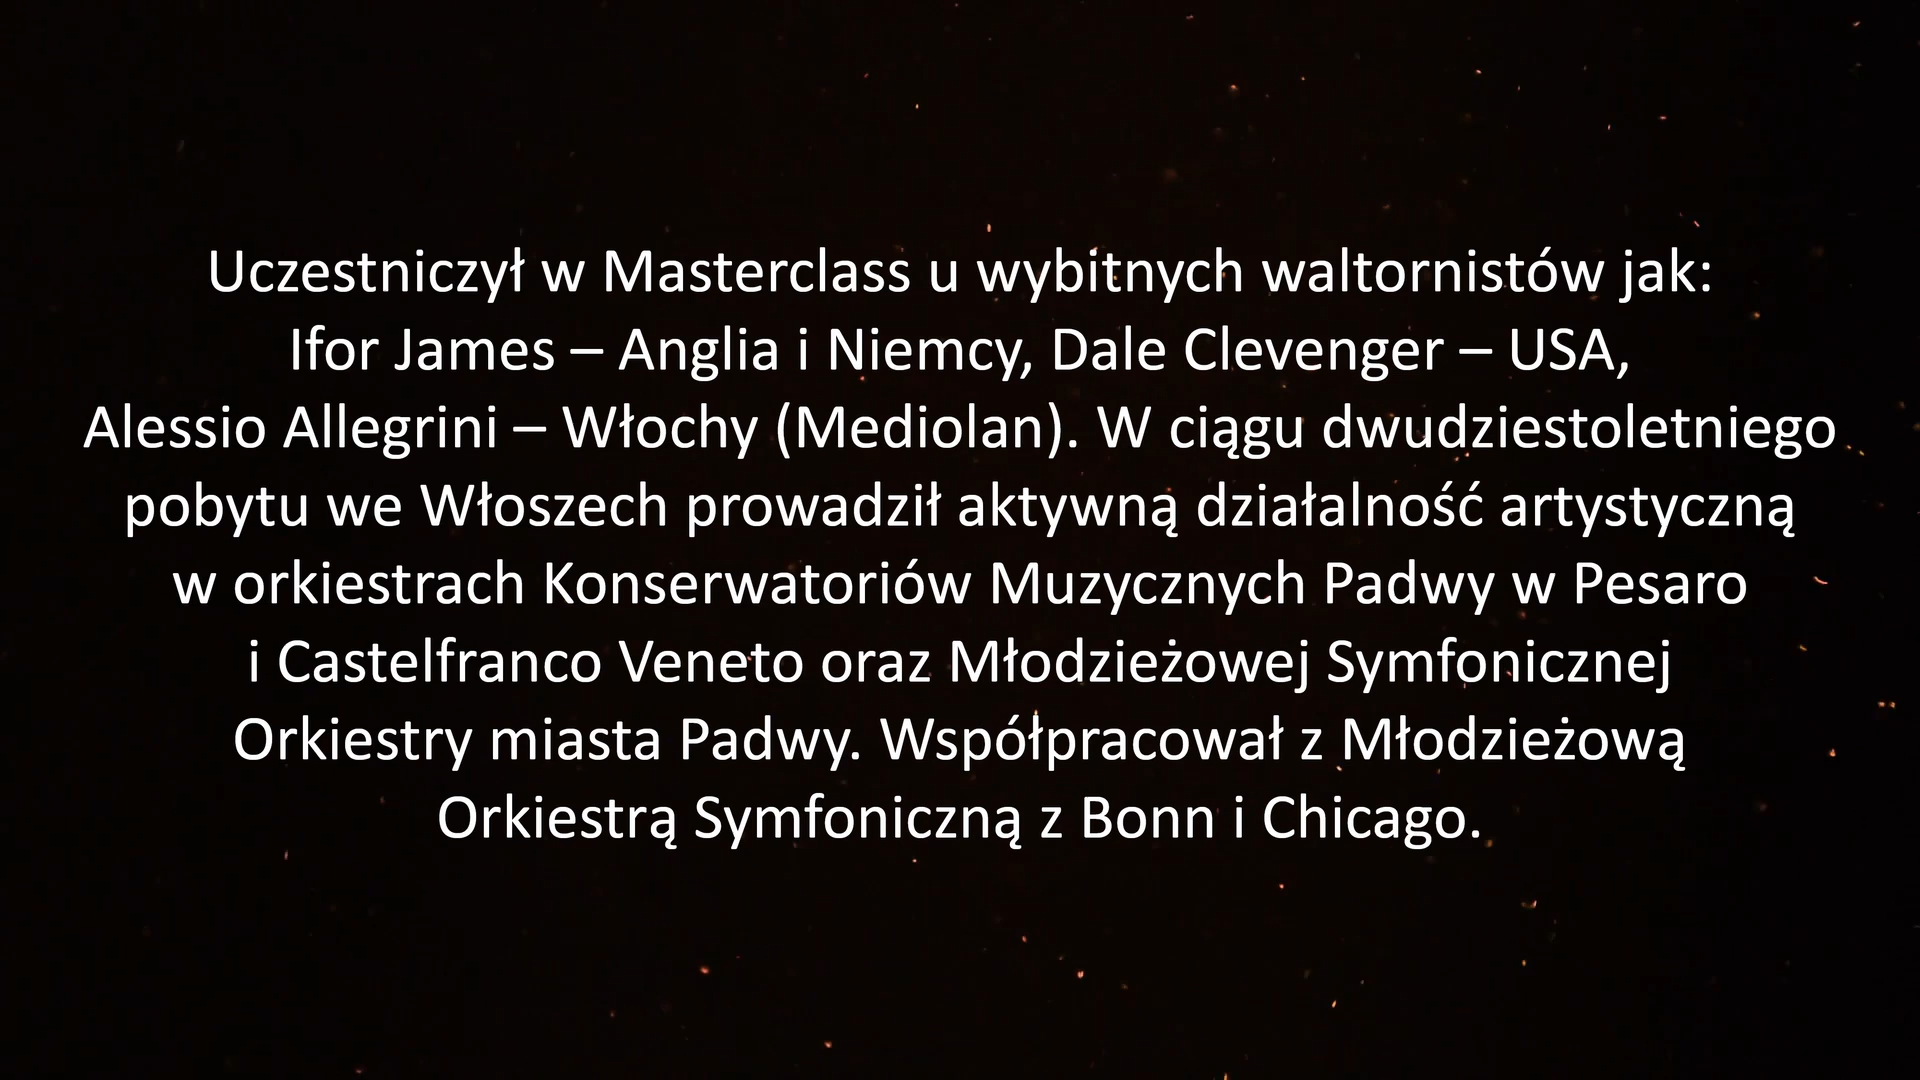 Uczestniczył w Masterclass u wybitnych waltornistów jak:
Ifor James – Anglia i Niemcy, Dale Clevenger – USA,
Alessio Allegrini – Włochy (Mediolan). W ciągu dwudziestoletniego
pobytu we Włoszech prowadził aktywną działalność artystyczną
w orkiestrach Konserwatoriów Muzycznych Padwy w Pesaro
i Castelfranco Veneto oraz Młodzieżowej Symfonicznej
Orkiestry miasta Padwy. Współpracował z Młodzieżową
Orkiestrą Symfoniczną z Bonn i Chicago.